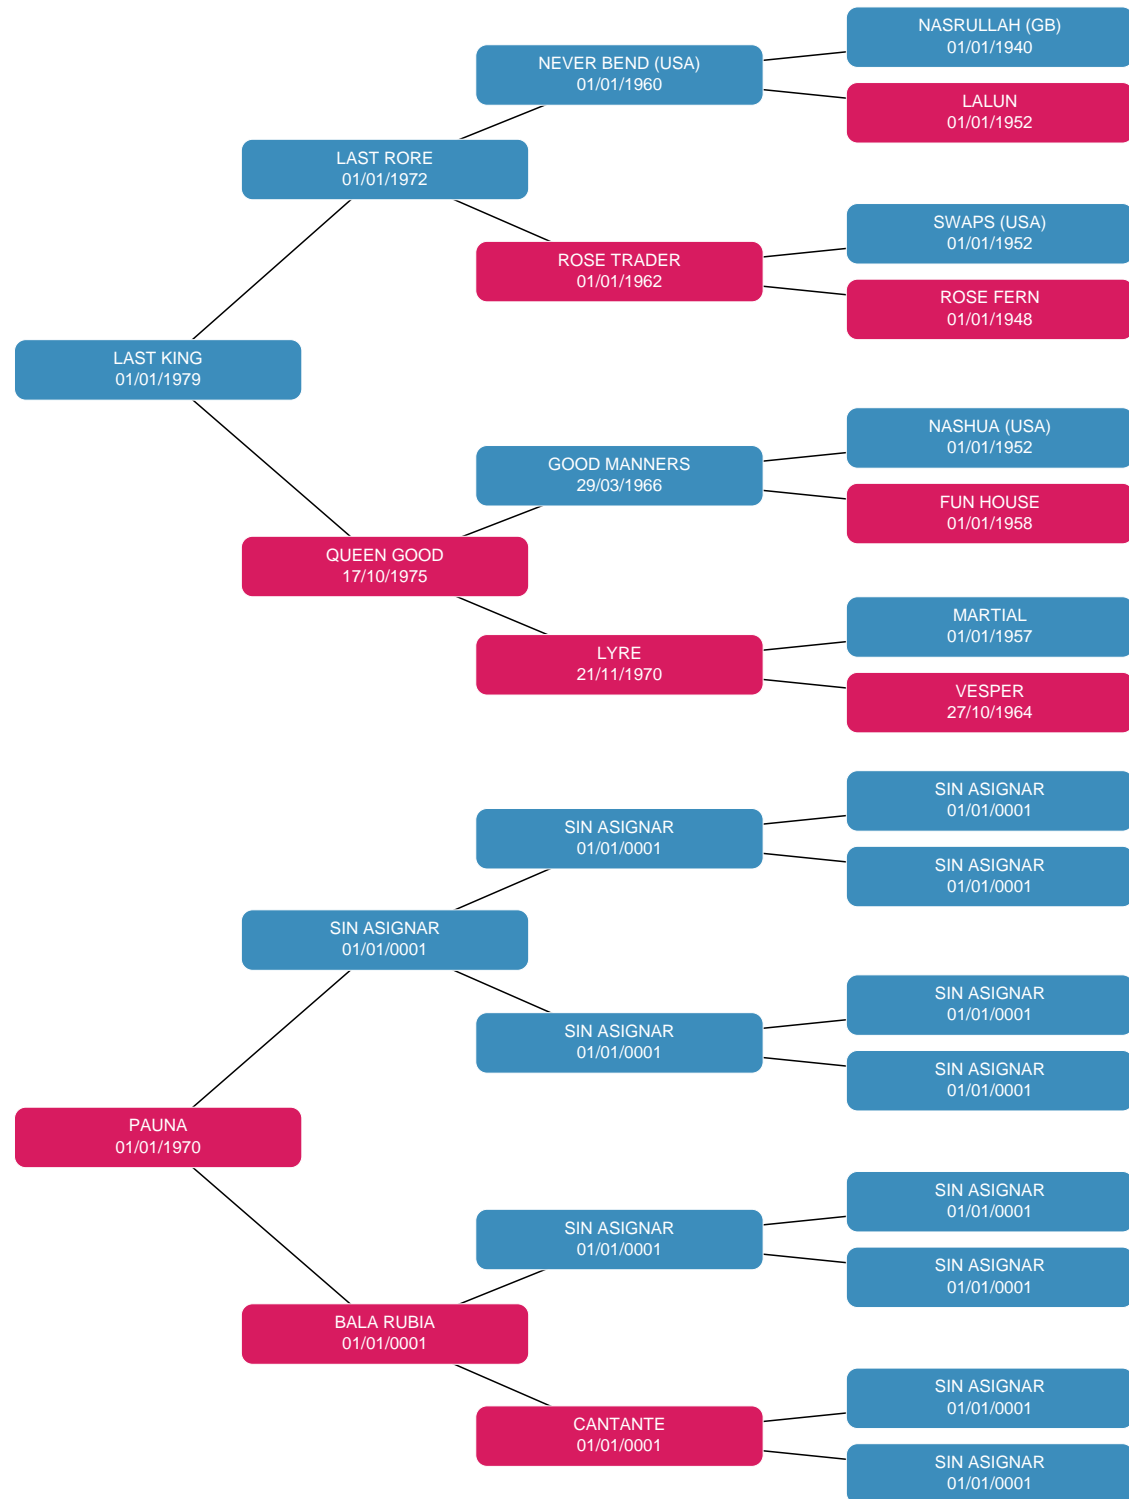 NASRULLAH (GB)
01/01/1940
NEVER BEND (USA)
01/01/1960
LALUN
01/01/1952
LAST RORE
01/01/1972
SWAPS (USA)
01/01/1952
ROSE TRADER
01/01/1962
ROSE FERN
01/01/1948
LAST KING
01/01/1979
NASHUA (USA)
01/01/1952
GOOD MANNERS
29/03/1966
FUN HOUSE
01/01/1958
QUEEN GOOD
17/10/1975
MARTIAL
01/01/1957
LYRE
21/11/1970
VESPER
27/10/1964
SIN ASIGNAR
01/01/0001
SIN ASIGNAR
01/01/0001
SIN ASIGNAR
01/01/0001
SIN ASIGNAR
01/01/0001
SIN ASIGNAR
01/01/0001
SIN ASIGNAR
01/01/0001
SIN ASIGNAR
01/01/0001
PAUNA
01/01/1970
SIN ASIGNAR
01/01/0001
SIN ASIGNAR
01/01/0001
SIN ASIGNAR
01/01/0001
BALA RUBIA
01/01/0001
SIN ASIGNAR
01/01/0001
CANTANTE
01/01/0001
SIN ASIGNAR
01/01/0001